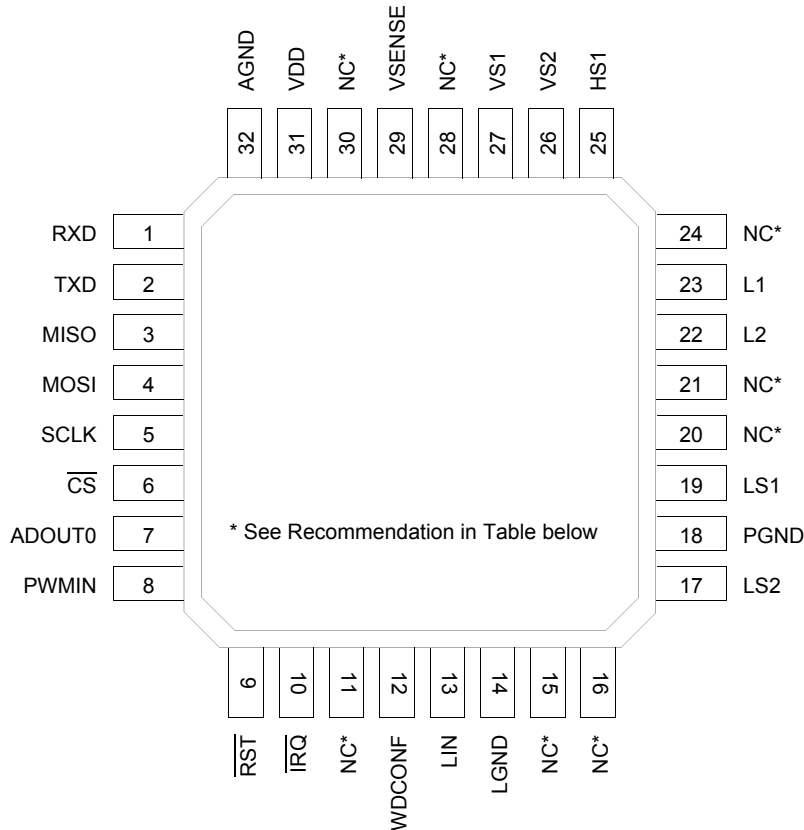 AGND
VDD
NC*
VSENSE
NC*
VS1
VS2
HS1
32
31
30
29
28
27
26
25
RXD 1
TXD 2
MISO 3
MOSI 4
SCLK 5
CS 6
ADOUT0 7
PWMIN 8
24 NC*
23 L1
22 L2
21 NC*
20 NC*
19 LS1
18 PGND
17 LS2
* See Recommendation in Table below
9
10
11
12
13
14
15
16
RST
IRQ
NC*
WDCONF
LIN
LGND
NC*
NC*